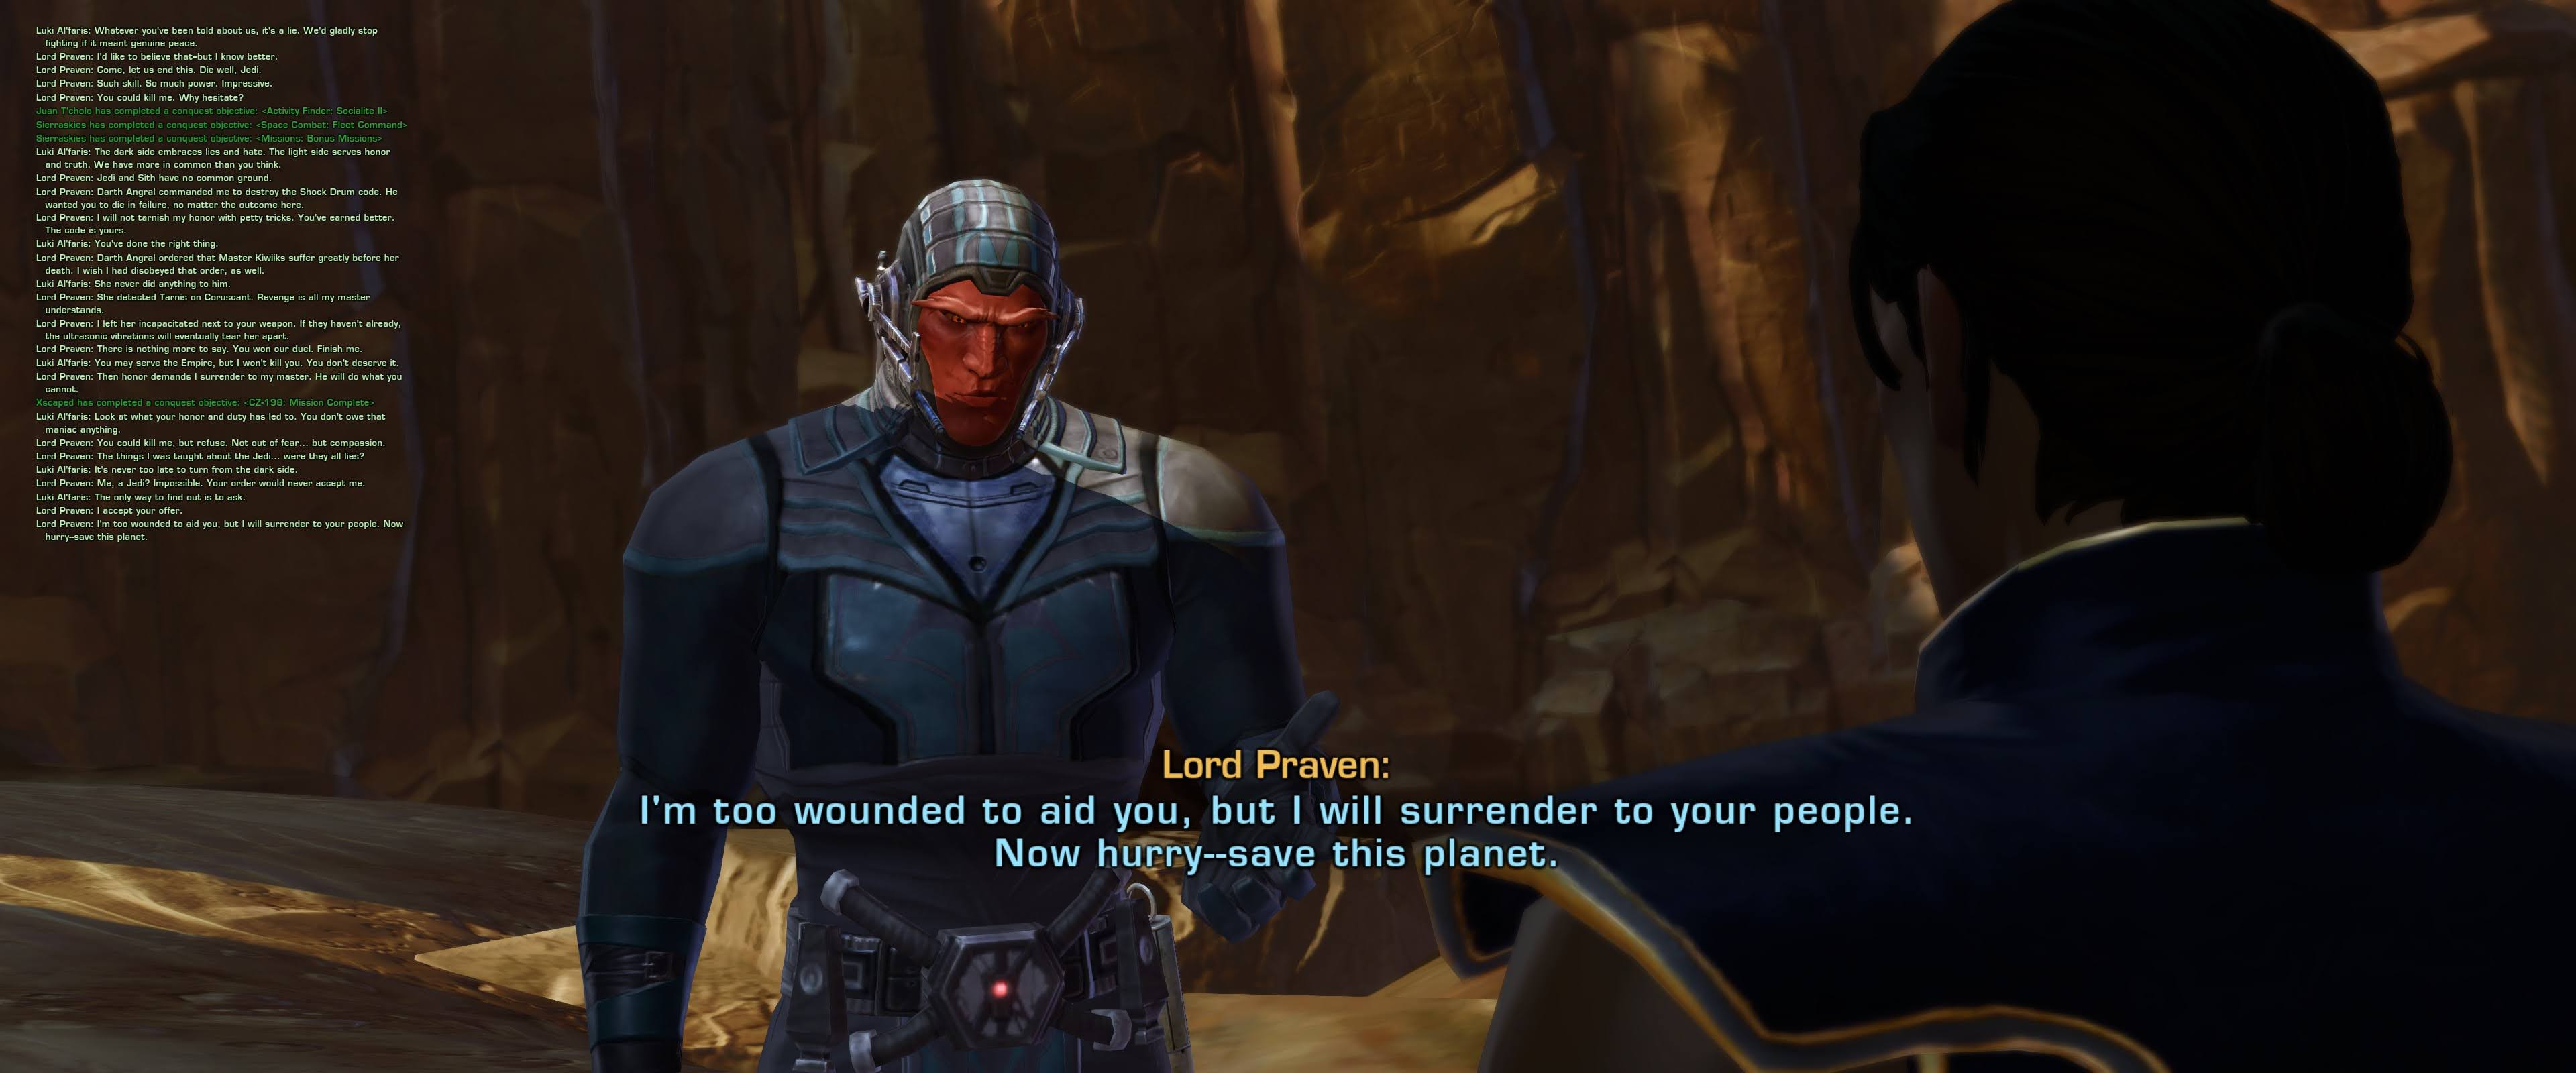 Luki Al'faris: Whatever you've been told about us, it's a lie. We'd gladly stop
fighting if it meant genuine peace.
Lord Praven: I'd like to believe that--but I know better.
Lord Praven: Come, let us end this. Die well, Jedi.
Lord Praven: Such skill. So much power. Impressive.
Lord Praven: You could kill me. Why hesitate?
Juan T'cholo has completed a conquest objective: <Activity Finder: Socialite II>
Sierraskies has completed a conquest objective: <Space Combat: Fleet Command>
Sierraskies has completed a conquest objective: <Missions: Bonus Missions>
Luki Al'faris: The dark side embraces lies and hate. The light side serves honor
and truth. We have more in common than you think.
Lord Praven: Jedi and Sith have no common ground.
Lord Praven: Darth Angral commanded me to destroy the Shock Drum code. He
wanted you to die in failure, no matter the outcome here.
Lord Praven: I will not tarnish my honor with petty tricks. You've earned better.
The code is yours.
Luki Al'faris: You've done the right thing.
Lord Praven: Darth Angral ordered that Master Kiwiiks suffer greatly before her
death. I wish I had disobeyed that order, as well.
Luki Al'faris: She never did anything to him.
Lord Praven: She detected Tarnis on Coruscant. Revenge is all my master
understands.
Lord Praven: I left her incapacitated next to your weapon. If they haven't already,
the ultrasonic vibrations will eventually tear her apart.
Lord Praven: There is nothing more to say. You won our duel. Finish me.
Luki Al'faris: You may serve the Empire, but I won't kill you. You don't deserve it.
Lord Praven: Then honor demands I surrender to my master. He will do what you
cannot.
Xscaped has completed a conquest objective: <CZ-198: Mission Complete>
Luki Al'faris: Look at what your honor and duty has led to. You don't owe that
maniac anything.
Lord Praven: You could kill me, but refuse. Not out of fear... but compassion.
Lord Praven: The things I was taught about the Jedi... were they all lies?
Luki Al'faris: It's never too late to turn from the dark side.
Lord Praven: Me, a Jedi? Impossible. Your order would never accept me.
Luki Al'faris: The only way to find out is to ask.
Lord Praven: I accept your offer.
Lord Praven: I'm too wounded to aid you, but I will surrender to your people. Now
hurry--save this planet.
Lord Praven:
I'm too wounded to aid you, but I will surrender to your people.
Now hurry--save this planet.